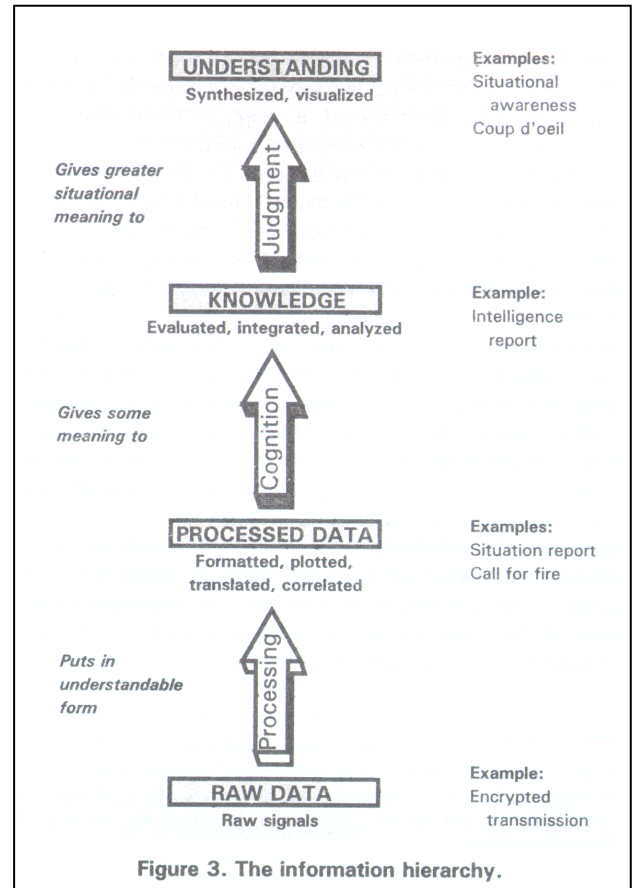 UNDERSTANDING
Synthesized, visualized
Examples:
Situational
awareness
Coup d'oeil
Gives greater
situational
meaning to
Judgment
KNOWLEDGE
Evaluated, integrated, analyzed
Example:
Intelligence
report
Gives some
meaning to
Cognition
PROCESSED DATA
Formatted, plotted,
translated, correlated
Examples:
Situation report
Call for fire
Puts in
understandable
form
Processing
RAW DATA
Raw signals
Example:
Encrypted
transmission
Figure 3. The information hierarchy.